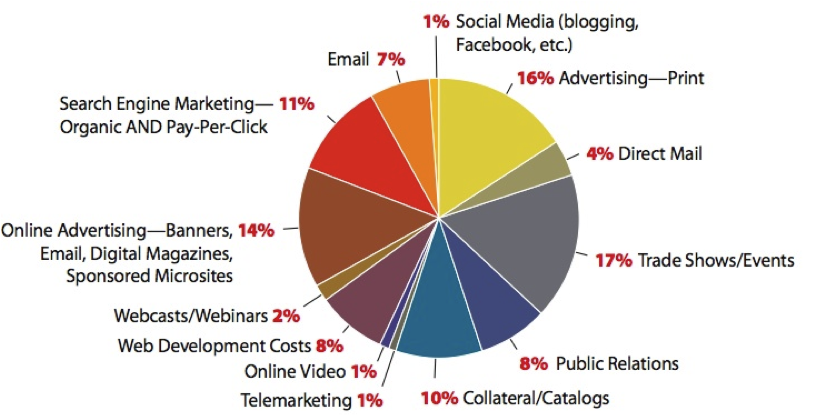 1% Social Media (blogging,
Facebook, etc.)
16% Advertising—Print
4% Direct Mail
17% Trade Shows/Events
8% Public Relations
10% Collateral/Catalogs
Telemarketing 1%
Online Video 1%
Web Development Costs 8%
Webcasts/Webinars 2%
Online Advertising—Banners, 14%
Email, Digital Magazines,
Sponsored Microsites
Search Engine Marketing— 11%
Organic AND Pay-Per-Click
Email 7%